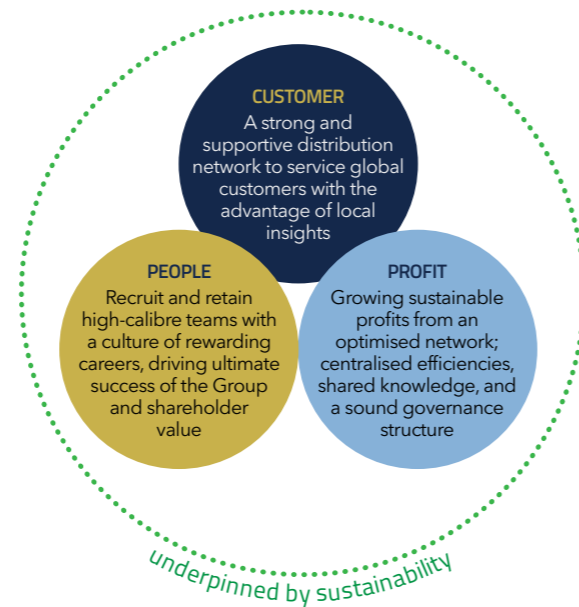 CUSTOMER
A strong and
supportive distribution
network to service global
customers with the
advantage of local
insights
PEOPLE
Recruit and retain
high-calibre teams with
a culture of rewarding
careers, driving ultimate
success of the Group
and shareholder
value
PROFIT
Growing sustainable
profits from an
optimised network;
centralised efficiencies,
shared knowledge, and
a sound governance
structure
underpinned by sustainability